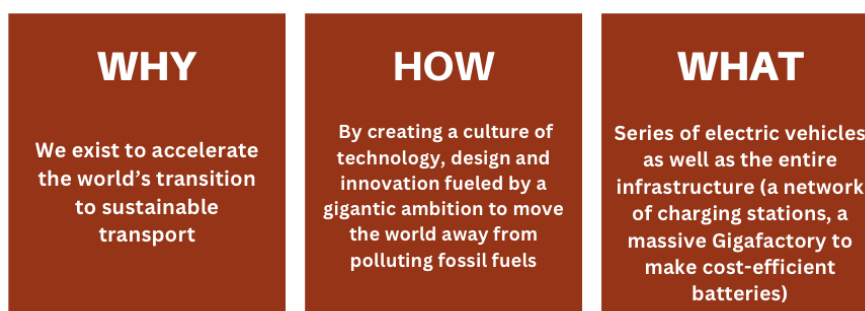 WHY
We exist to accelerate
the world's transition
to sustainable
transport
HOW
By creating a culture of
technology, design and
innovation fueled by a
gigantic ambition to move
the world away from
polluting fossil fuels
WHAT
Series of electric vehicles
as well as the entire
infrastructure (a network
of charging stations, a
massive Gigafactory to
make cost-efficient
batteries)